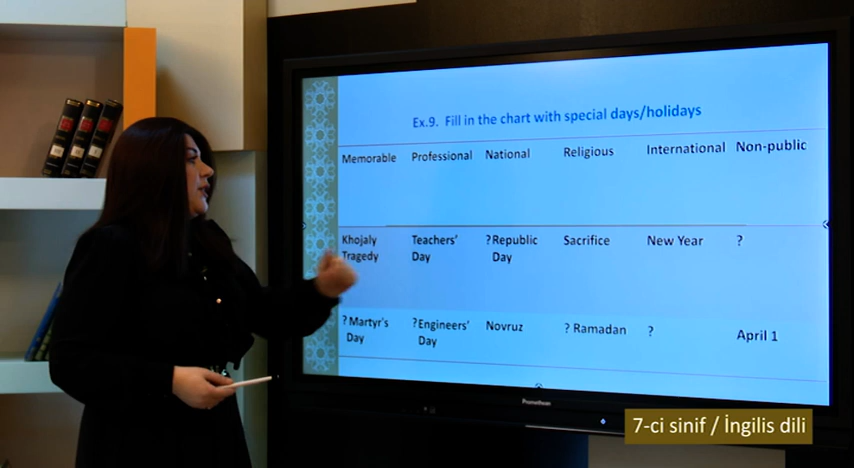 Ex.9. Fill in the chart with special days/holidays
Memorable Professional National Religious International Non-public
Khojaly Teachers' ?Republic Sacrifice New Year ?
Tragedy Day Day
? Martyr's ?Engineers' Novruz ? Ramadan ? April 1
Day Day
Promethean
7-ci sinif / İngilis dili